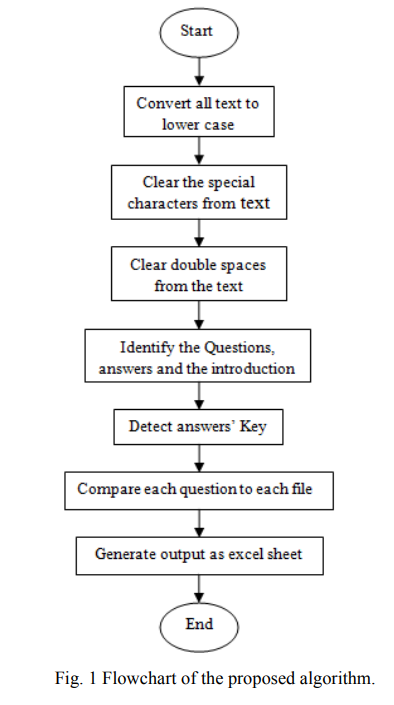 Start
Convert all text to
lower case
Clear the special
characters from text
Clear double spaces
from the text
Identify the Questions,
answers and the introduction
Detect answers’ Key
Compare each question to each file
Generate output as excel sheet
End
Fig. 1 Flowchart of the proposed algorithm.